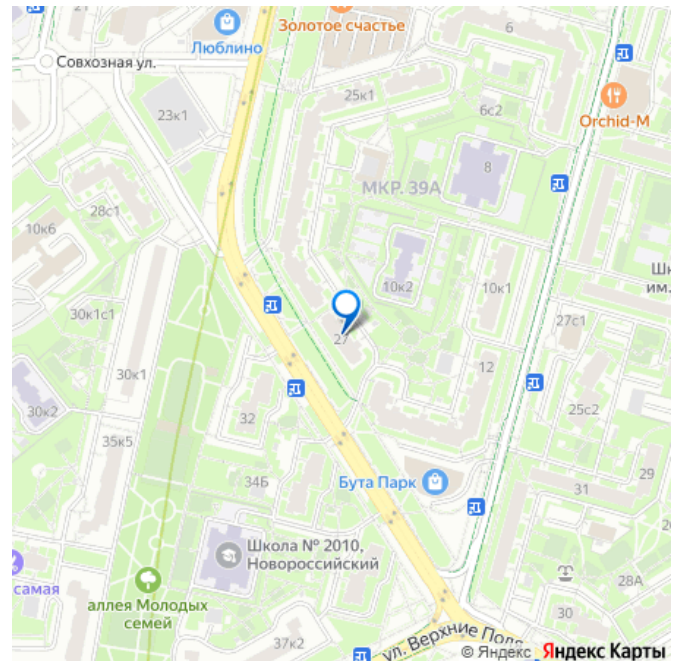 Золотое счастье
6
Люблино
Совхозная ул.
25к1
23к1
6с2
Orchid-M
8
МКР. 39А
28с1
10к6
10к2
10к1
им.
30к1с1
27с1
27
12
30к1
30к2
32
25с2
35к5
34Б
Бута Парк
29
31
Школа № 2010,
Новороссийский
28А
самая
аллея Молодых
семей
30
37к2
ул. Верхние Поля
© Яндекс Яндекс Карты